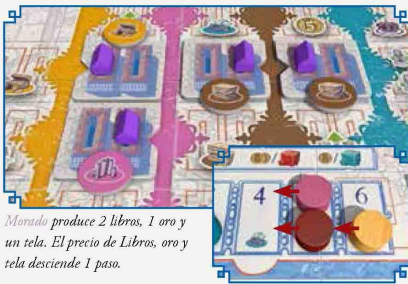 5
4
6
Morado produce 2 libros, 1 oro y
un tela. El precio de Libros, oro y
tela desciende 1 paso.